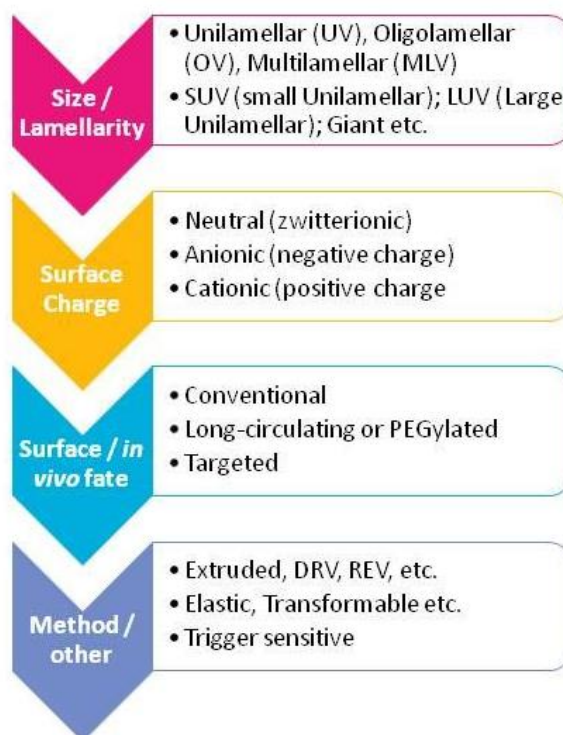 Size /
Lamellarity
• Unilamellar (UV), Oligolamellar
(OV), Multilamellar (MLV)
• SUV (small Unilamellar); LUV (Large
Unilamellar); Giant etc.
Surface
Charge
• Neutral (zwitterionic)
• Anionic (negative charge)
• Cationic (positive charge
Surface / in
vivo fate
• Conventional
• Long-circulating or PEGylated
• Targeted
Method /
other
• Extruded, DRV, REV, etc.
• Elastic, Transformable etc.
• Trigger sensitive